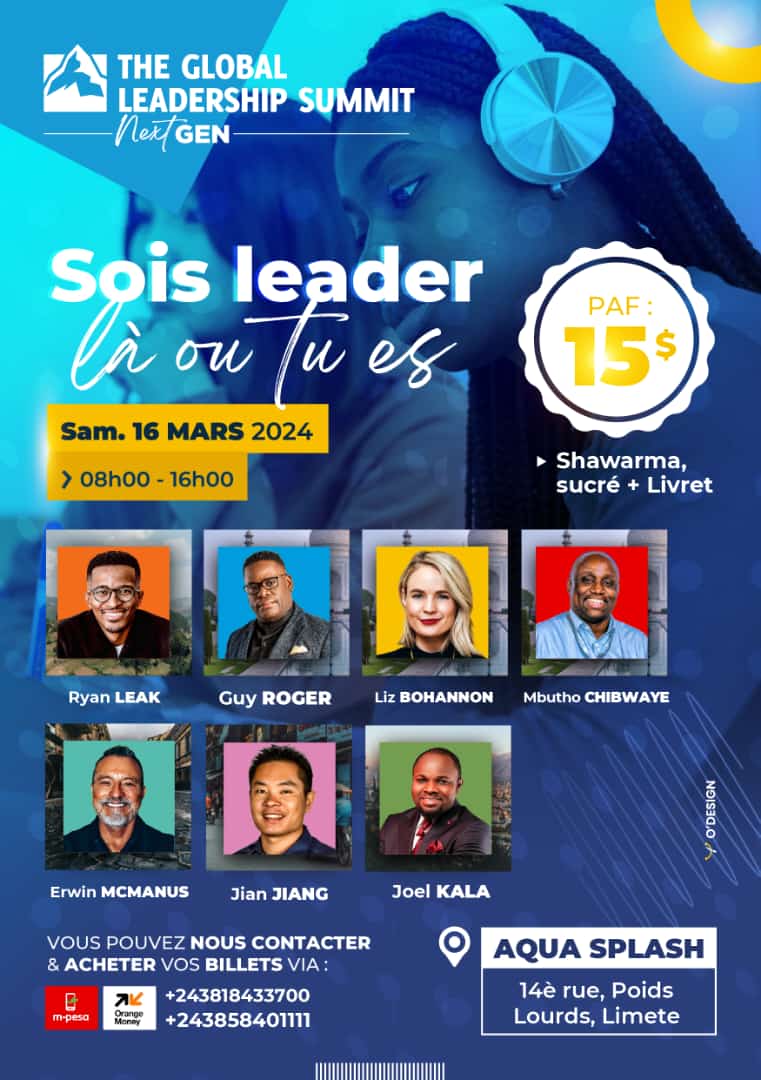 THE GLOBAL
LEADERSHIP SUMMIT
Next GEN
Sois leader
là ou tu es
PAF :
15$
Sam. 16 MARS 2024
❯ 08h00 - 16h00
▶ Shawarma,
sucré + Livret
Ryan LEAK
Guy ROGER
Liz BOHANNON
Mbutho CHIBWAYE
Erwin MCMANUS
Jian JIANG
Joel KALA
O'DESIGN
VOUS POUVEZ NOUS CONTACTER
& ACHETER VOS BILLETS VIA :
m-pesa
Orange
Money
+243818433700
+243858401111
AQUA SPLASH
14è rue, Poids
Lourds, Limete